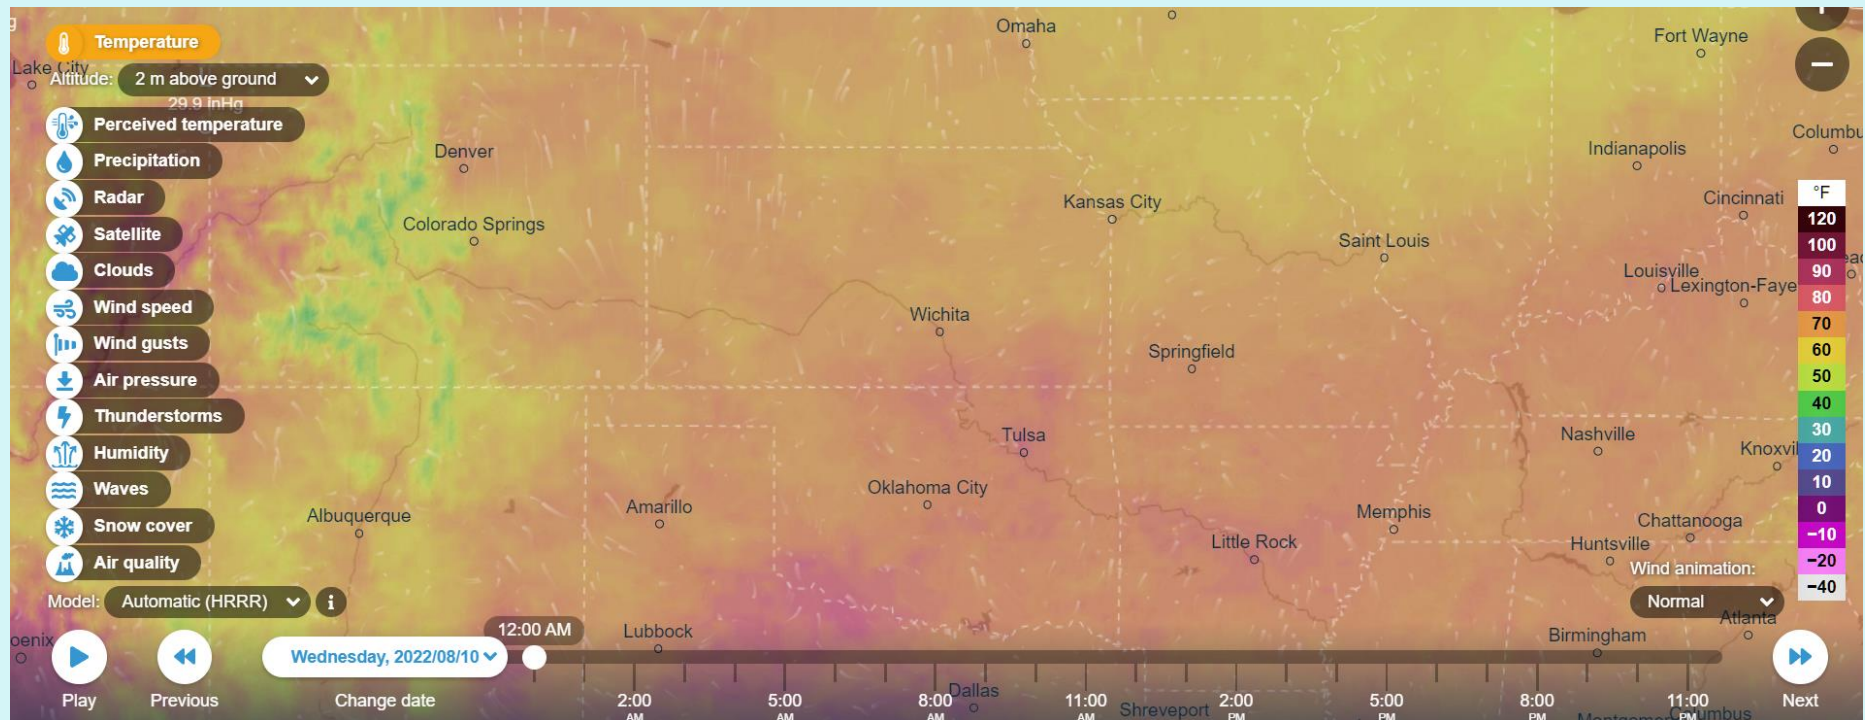 Temperature
Altitude: 2 m above ground
29.9 inHg
Perceived temperature
Precipitation
Radar
Satellite
Clouds
Wind speed
Wind gusts
Air pressure
Thunderstorms
Humidity
Waves
Snow cover
Air quality
Model: Automatic (HRRR) i
Lake City
Omaha
Fort Wayne
Denver
Indianapolis
Columbu
Kansas City
Cincinnati
Colorado Springs
Saint Louis
Louisville
Lexington-Faye
Wichita
Springfield
Tulsa
Nashville
Knoxvil
Oklahoma City
Albuquerque
Amarillo
Memphis
Chattanooga
Little Rock
Huntsville
Lubbock
Birmingham
Atlanta
oenix
Dallas
Shreveport
Columbus
°F
120
100
90
80
70
60
50
40
30
20
10
0
−10
−20
−40
Wind animation:
Normal
12:00 AM
Wednesday, 2022/08/10
Play
Previous
Change date
2:00 AM
5:00 AM
8:00 AM
11:00 AM
2:00 PM
5:00 PM
8:00 PM
11:00 PM
Next